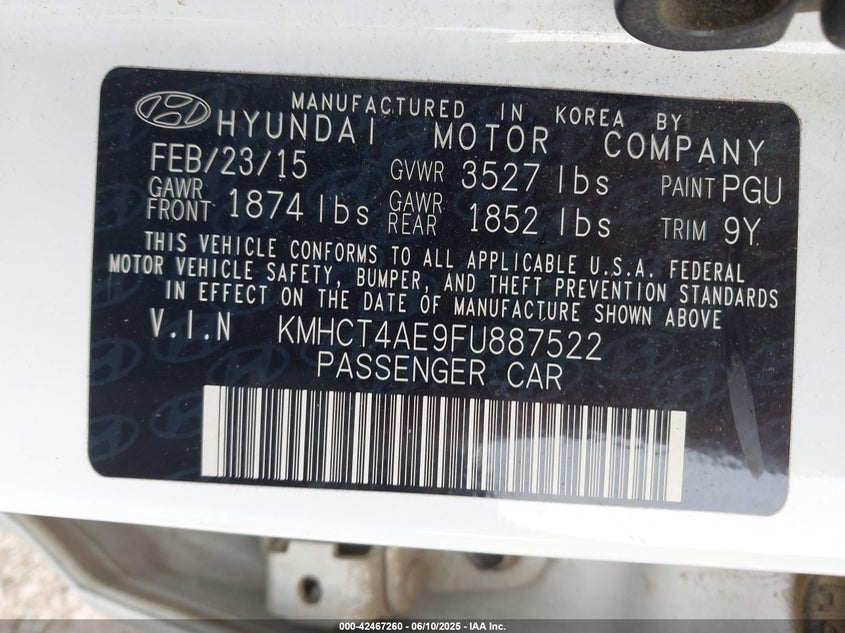 MANUFACTURED IN KOREA BY
HYUNDAI MOTOR COMPANY
FEB/23/15 GVWR 3527 lbs PAINT PGU
GAWR FRONT 1874 lbs GAWR REAR 1852 lbs TRIM 9Y
THIS VEHICLE CONFORMS TO ALL APPLICABLE U.S.A. FEDERAL
MOTOR VEHICLE SAFETY, BUMPER, AND THEFT PREVENTION STANDARDS
IN EFFECT ON THE DATE OF MANUFACTURE SHOWN ABOVE
V.I.N KMHCT4AE9FU887522
PASSENGER CAR
000-42467260 - 06/10/2025 - IAA Inc.